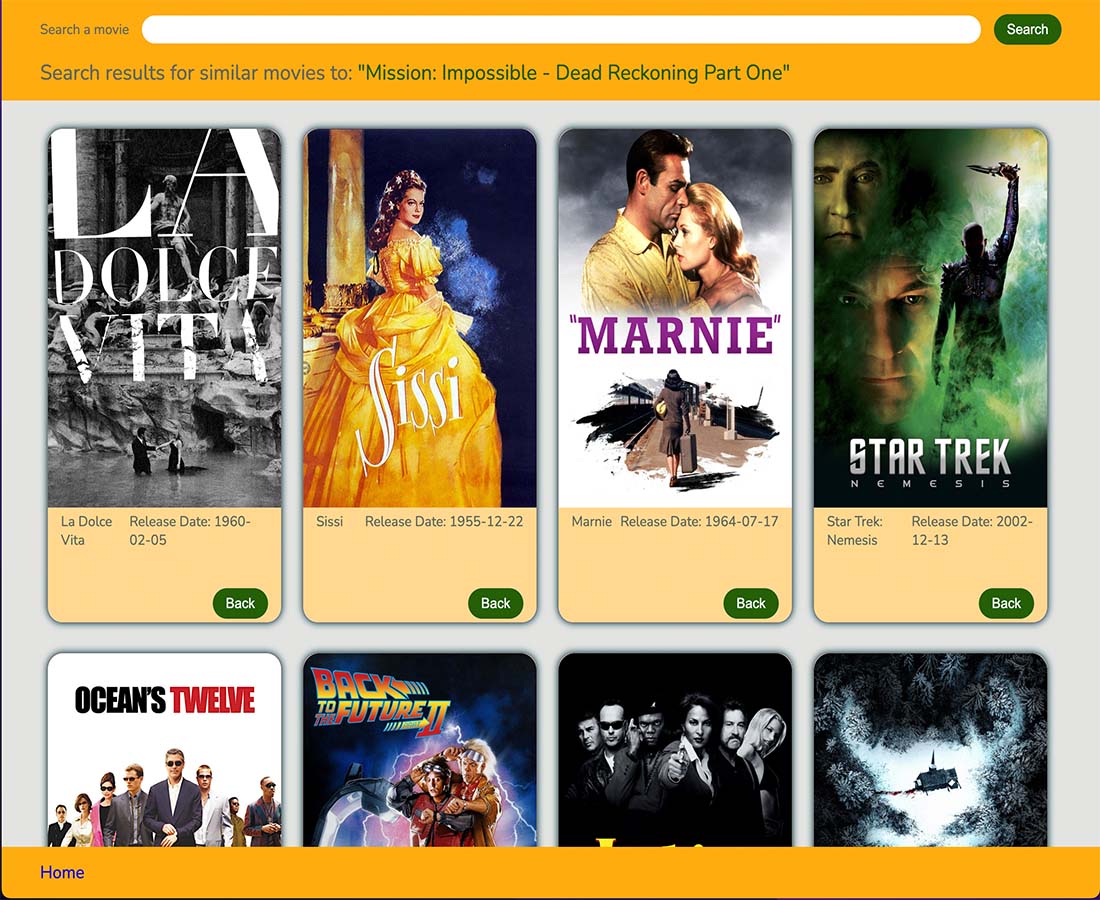 Search a movie
Search
Search results for similar movies to: "Mission: Impossible - Dead Reckoning Part One"
LA
DOLCE
VITA
Sissi
"MARNIE"
STAR TREK
NEMESIS
La Dolce Vita
Release Date: 1960-02-05
Back
Sissi
Release Date: 1955-12-22
Back
Marnie
Release Date: 1964-07-17
Back
Star Trek: Nemesis
Release Date: 2002-12-13
Back
OCEAN'S TWELVE
BACK
TO THE FUTURE II
Home